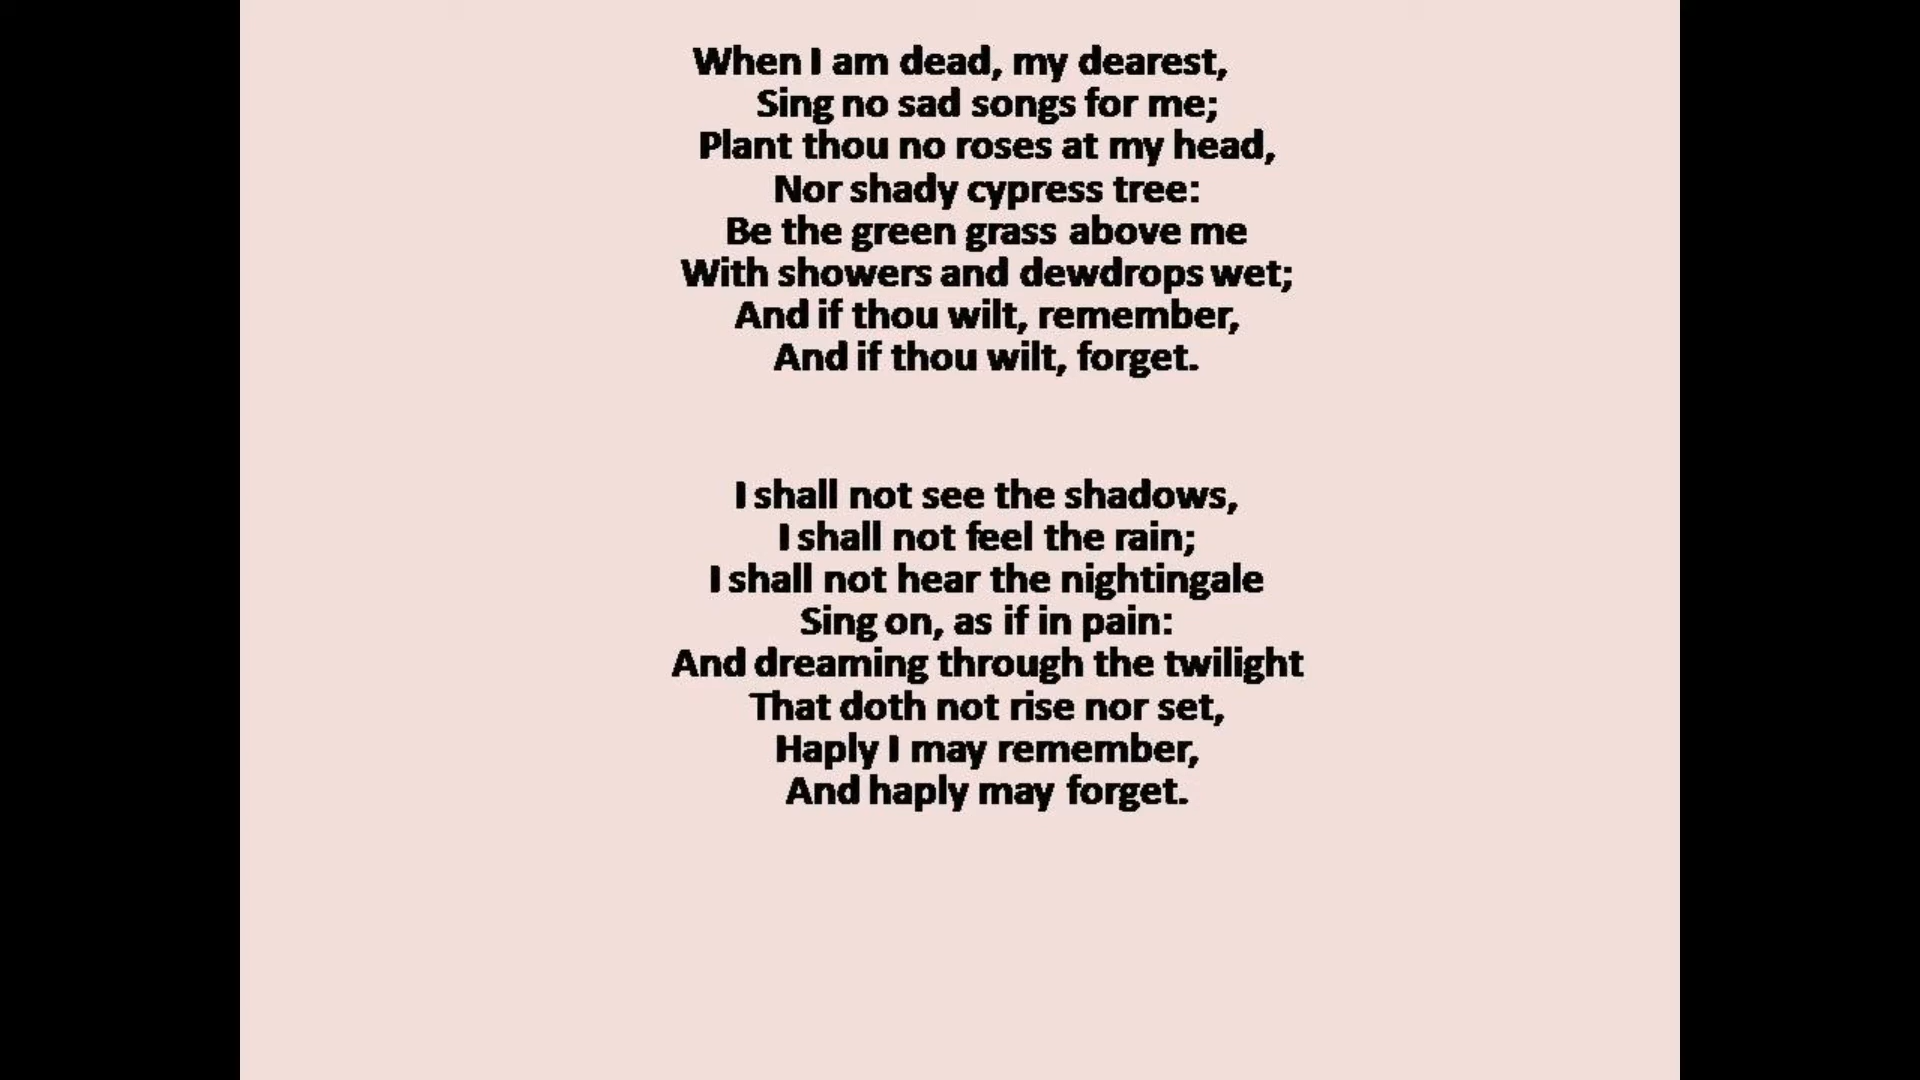 When I am dead, my dearest,
Sing no sad songs for me;
Plant thou no roses at my head,
Nor shady cypress tree:
Be the green grass above me
With showers and dewdrops wet;
And if thou wilt, remember,
And if thou wilt, forget.
I shall not see the shadows,
I shall not feel the rain;
I shall not hear the nightingale
Sing on, as if in pain:
And dreaming through the twilight
That doth not rise nor set,
Haply I may remember,
And haply may forget.